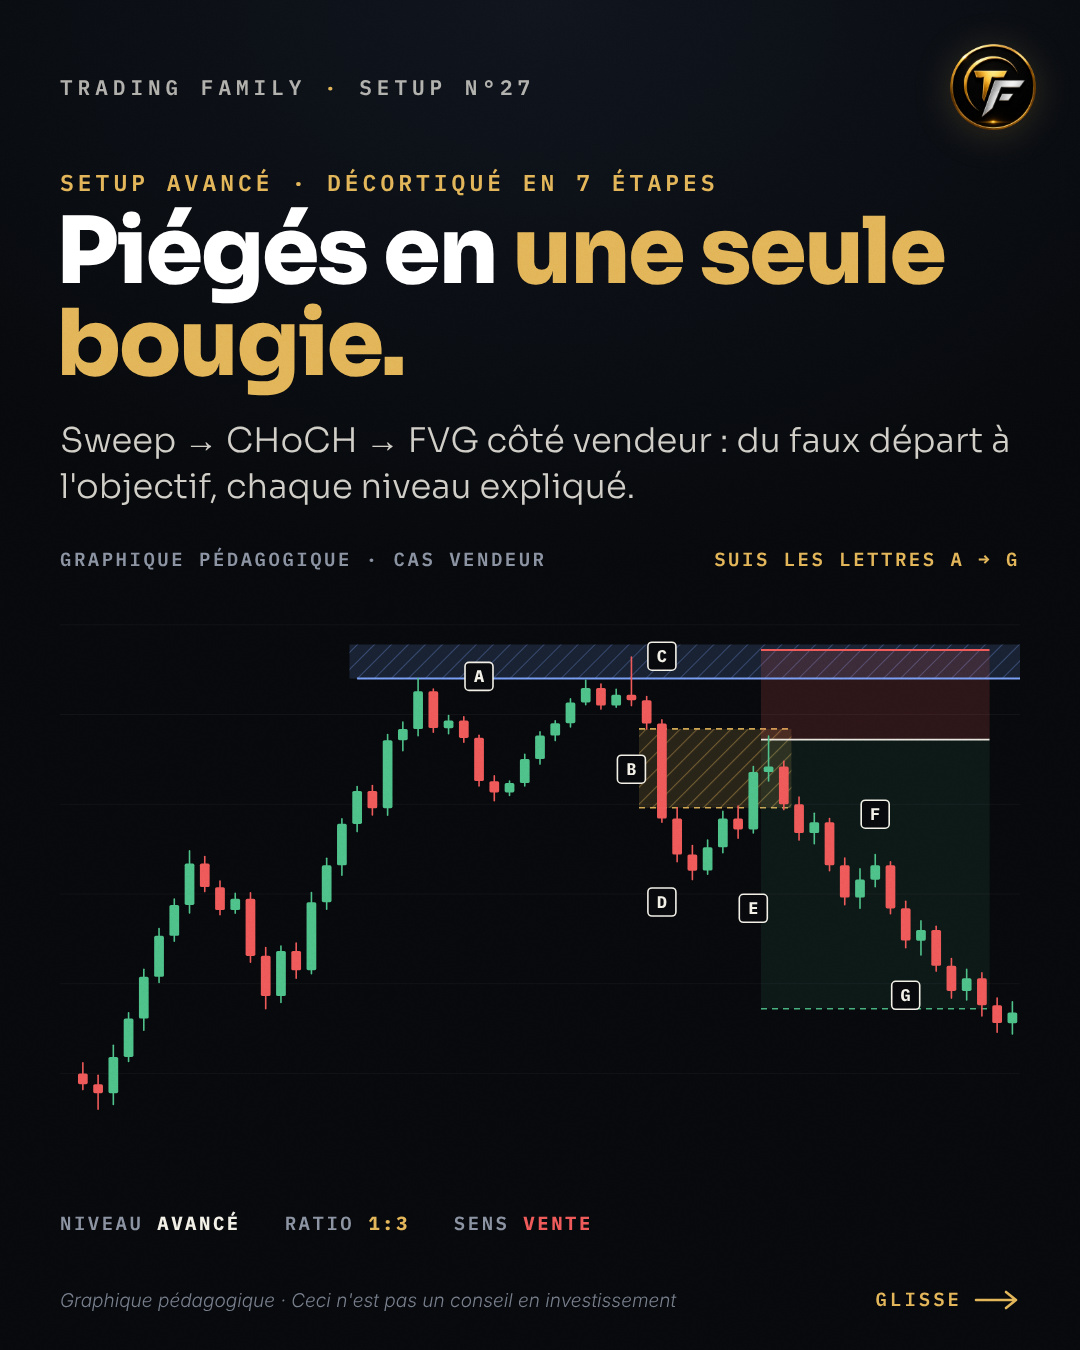 TRADING FAMILY · SETUP N°27
TF
SETUP AVANCÉ · DÉCORTIQUÉ EN 7 ÉTAPES
Piégés en une seule
bougie.
Sweep → CHoCH → FVG côté vendeur : du faux départ à
l'objectif, chaque niveau expliqué.
GRAPHIQUE PÉDAGOGIQUE · CAS VENDEUR
SUIS LES LETTRES A → G
A
C
B
F
D
E
G
NIVEAU AVANCÉ RATIO 1:3 SENS VENTE
Graphique pédagogique · Ceci n'est pas un conseil en investissement
GLISSE →